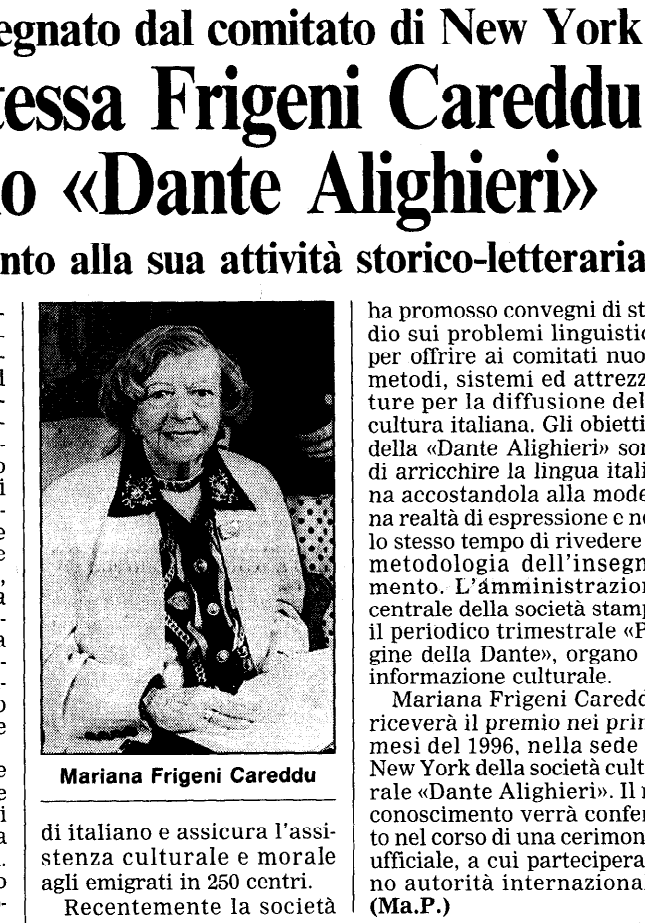 egnato dal comitato di New York
tessa Frigeni Careddu
o «Dante Alighieri»
nto alla sua attività storico-letteraria
Mariana Frigeni Careddu
di italiano e assicura l'assi-
stenza culturale e morale
agli emigrati in 250 centri.
Recentemente la società
ha promosso convegni di st
dio sui problemi linguistic
per offrire ai comitati nuo
metodi, sistemi ed attrezz
ture per la diffusione del
cultura italiana. Gli obietti
della «Dante Alighieri» son
di arricchire la lingua itali
na accostandola alla mode
na realtà di espressione e ne
lo stesso tempo di rivedere
metodologia dell'insegn
mento. L'amministrazion
centrale della società stamp
il periodico trimestrale «P
gine della Dante», organo
informazione culturale.
Mariana Frigeni Caredd
riceverà il premio nei prim
mesi del 1996, nella sede
New York della società cult
rale «Dante Alighieri». Il r
conoscimento verrà confer
to nel corso di una cerimon
ufficiale, a cui partecipera
no autorità internazional
(Ma.P.)